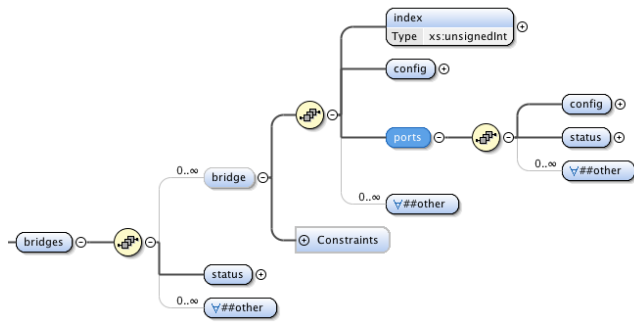 index
Type xs:unsignedInt
config
ports
config
status
0..∞
∀##other
0..∞
bridge
0..∞
∀##other
Constraints
bridges
status
0..∞
∀##other